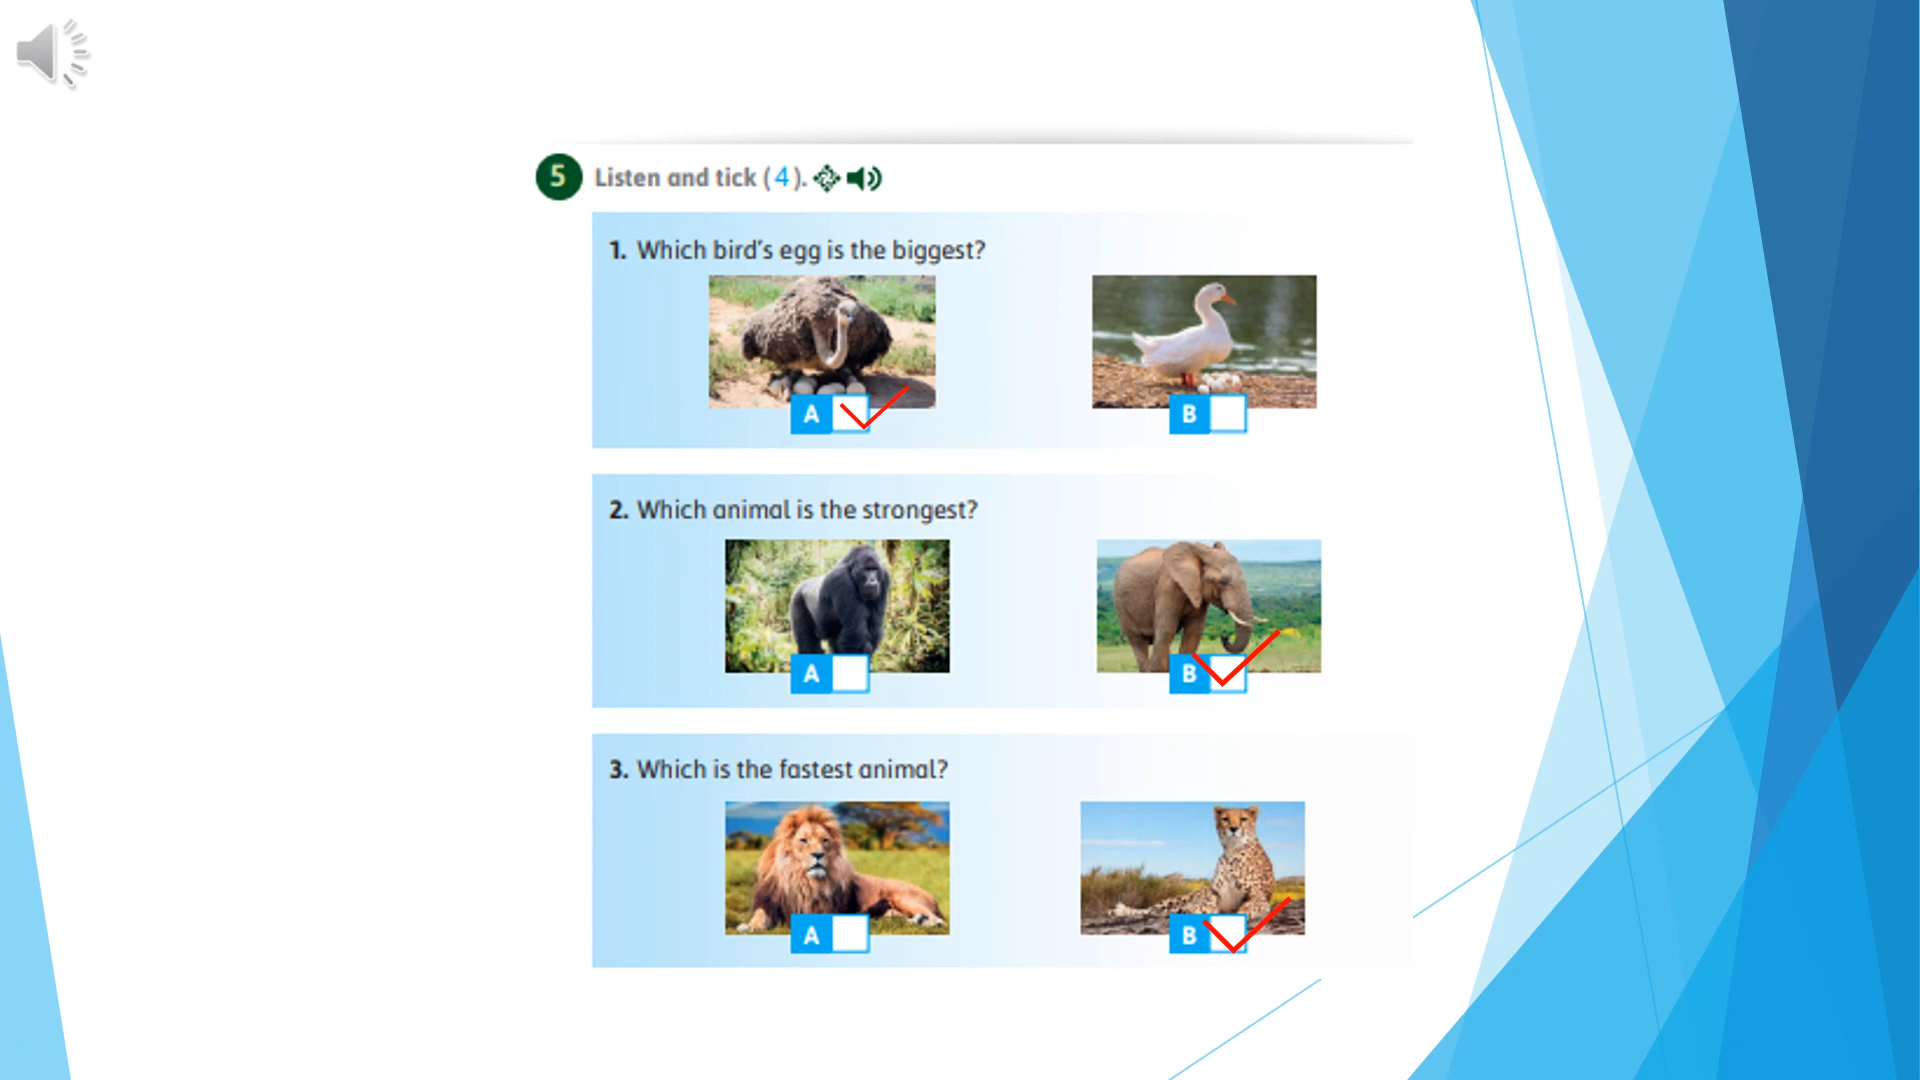 5 Listen and tick (4).
1. Which bird's egg is the biggest?
A B
2. Which animal is the strongest?
A B
3. Which is the fastest animal?
A B